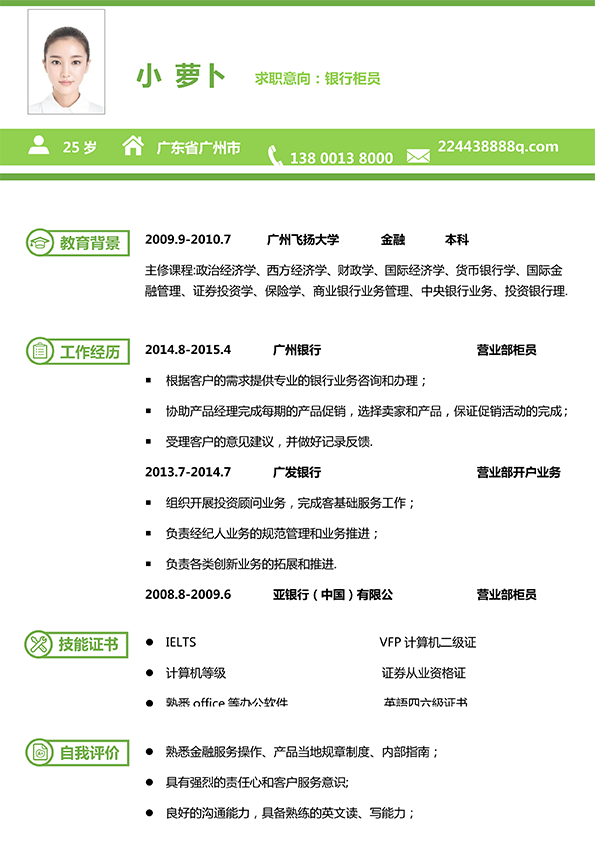 小 萝卜
求职意向：银行柜员
25 岁
广东省广州市
138 0013 8000
224438888q.com
教育背景
2009.9-2010.7 广州飞扬大学 金融 本科
主修课程:政治经济学、西方经济学、财政学、国际经济学、货币银行学、国际金
融管理、证券投资学、保险学、商业银行业务管理、中央银行业务、投资银行理.
工作经历
2014.8-2015.4 广州银行 营业部柜员
▪ 根据客户的需求提供专业的银行业务咨询和办理；
▪ 协助产品经理完成每期的产品促销，选择卖家和产品，保证促销活动的完成；
▪ 受理客户的意见建议，并做好记录反馈.
2013.7-2014.7 广发银行 营业部开户业务
▪ 组织开展投资顾问业务，完成客基础服务工作；
▪ 负责经纪人业务的规范管理和业务推进；
▪ 负责各类创新业务的拓展和推进.
2008.8-2009.6 亚银行（中国）有限公 营业部柜员
技能证书
● IELTS VFP 计算机二级证
● 计算机等级 证券从业资格证
● 熟悉 office 等办公软件 英語四六級证书
自我评价
● 熟悉金融服务操作、产品当地规章制度、内部指南；
● 具有强烈的责任心和客户服务意识;
● 良好的沟通能力，具备熟练的英文读、写能力；